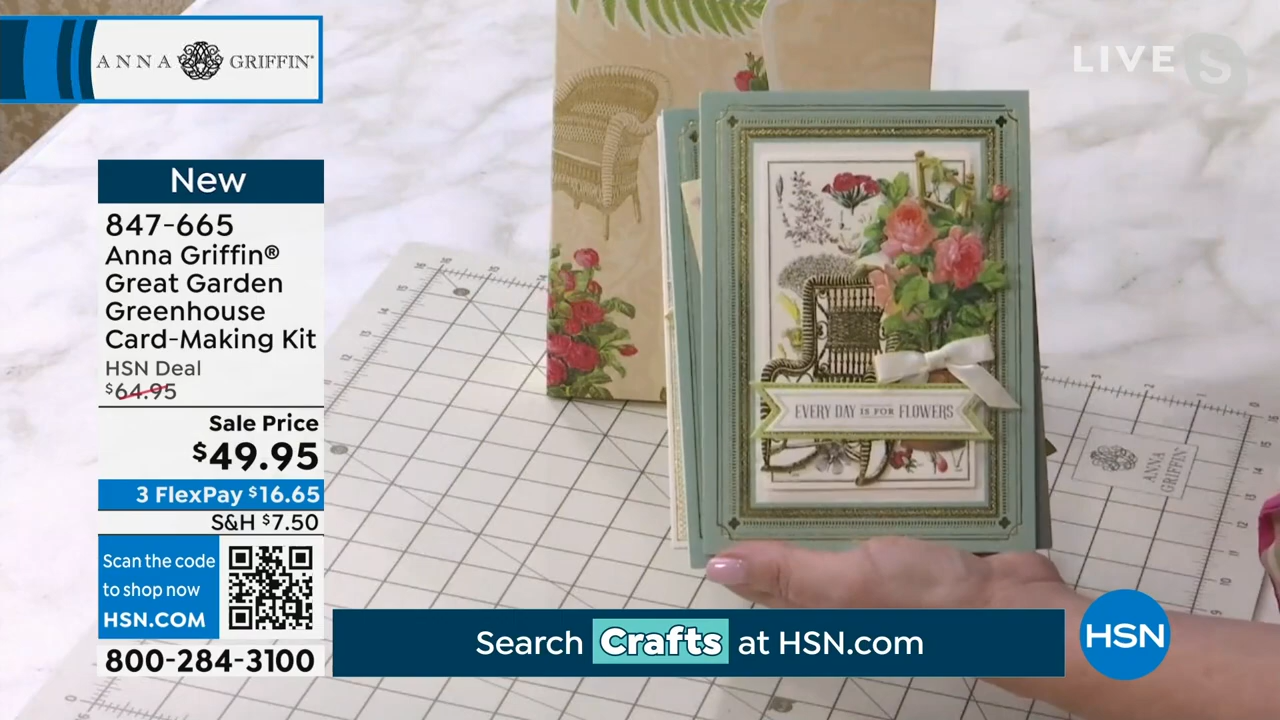 ANNA GRIFFIN®
LIVE S
New
847-665
Anna Griffin®
Great Garden
Greenhouse
Card-Making Kit
HSN Deal
$64.95
Sale Price
$49.95
3 FlexPay $16.65
S&H $7.50
Scan the code
to shop now
HSN.COM
800-284-3100
EVERY DAY IS FOR FLOWERS
ANNA
GRIFFIN
Search Crafts at HSN.com
HSN